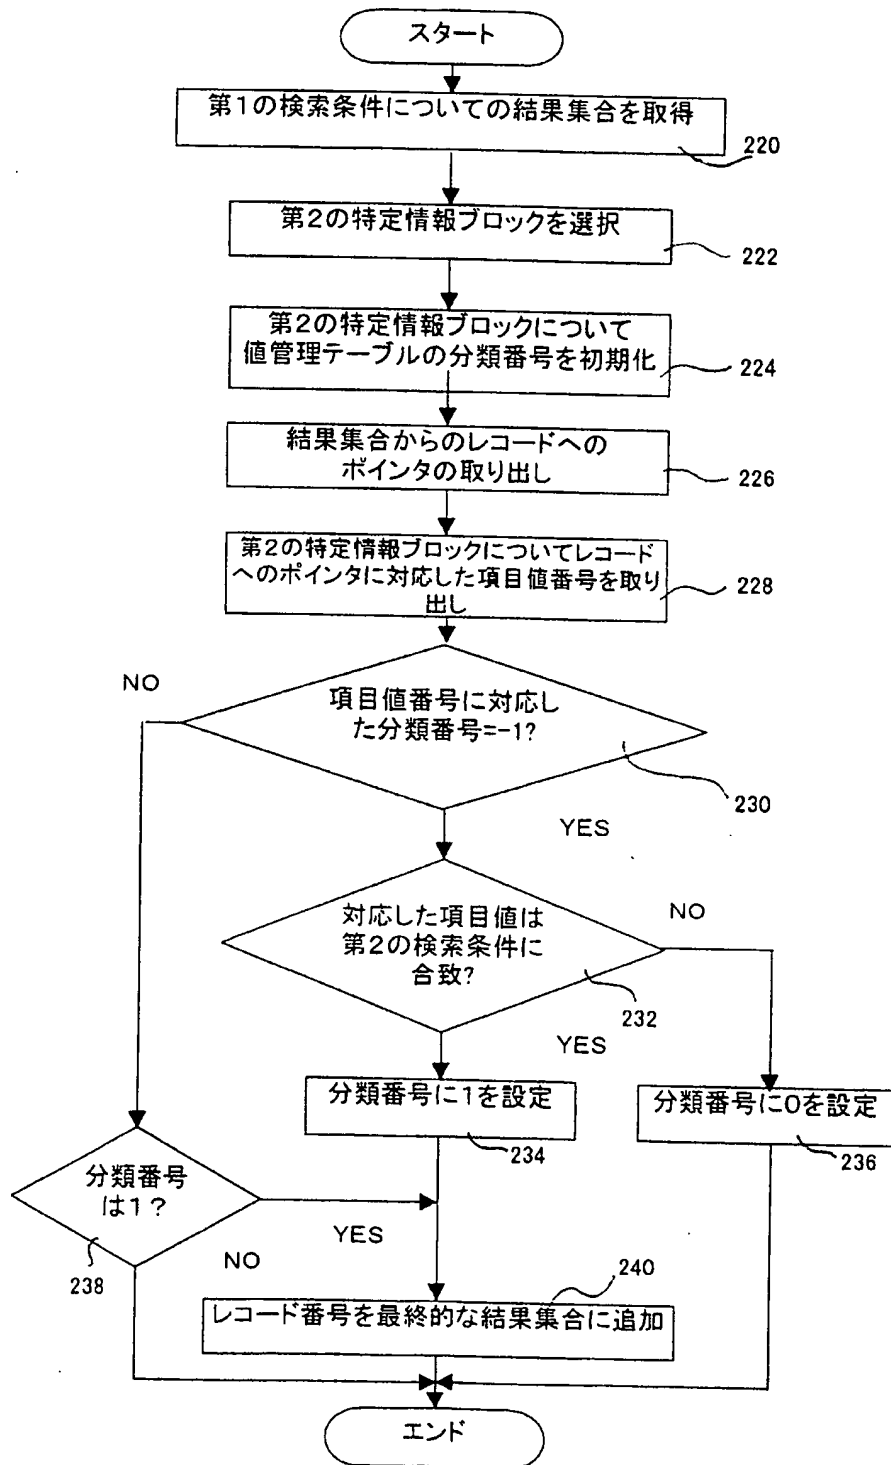 スタート
第1の検索条件についての結果集合を取得
220
第2の特定情報ブロックを選択
222
第2の特定情報ブロックについて
値管理テーブルの分類番号を初期化
224
結果集合からのレコードへの
ポインタの取り出し
226
第2の特定情報ブロックについてレコード
へのポインタに対応した項目値番号を取り
出し
228
NO
項目値番号に対応し
た分類番号=-1?
230
YES
対応した項目値は
第2の検索条件に
合致?
NO
232
YES
分類番号に1を設定
234
分類番号に0を設定
236
分類番号
は1?
238
YES
NO
240
レコード番号を最終的な結果集合に追加
エンド